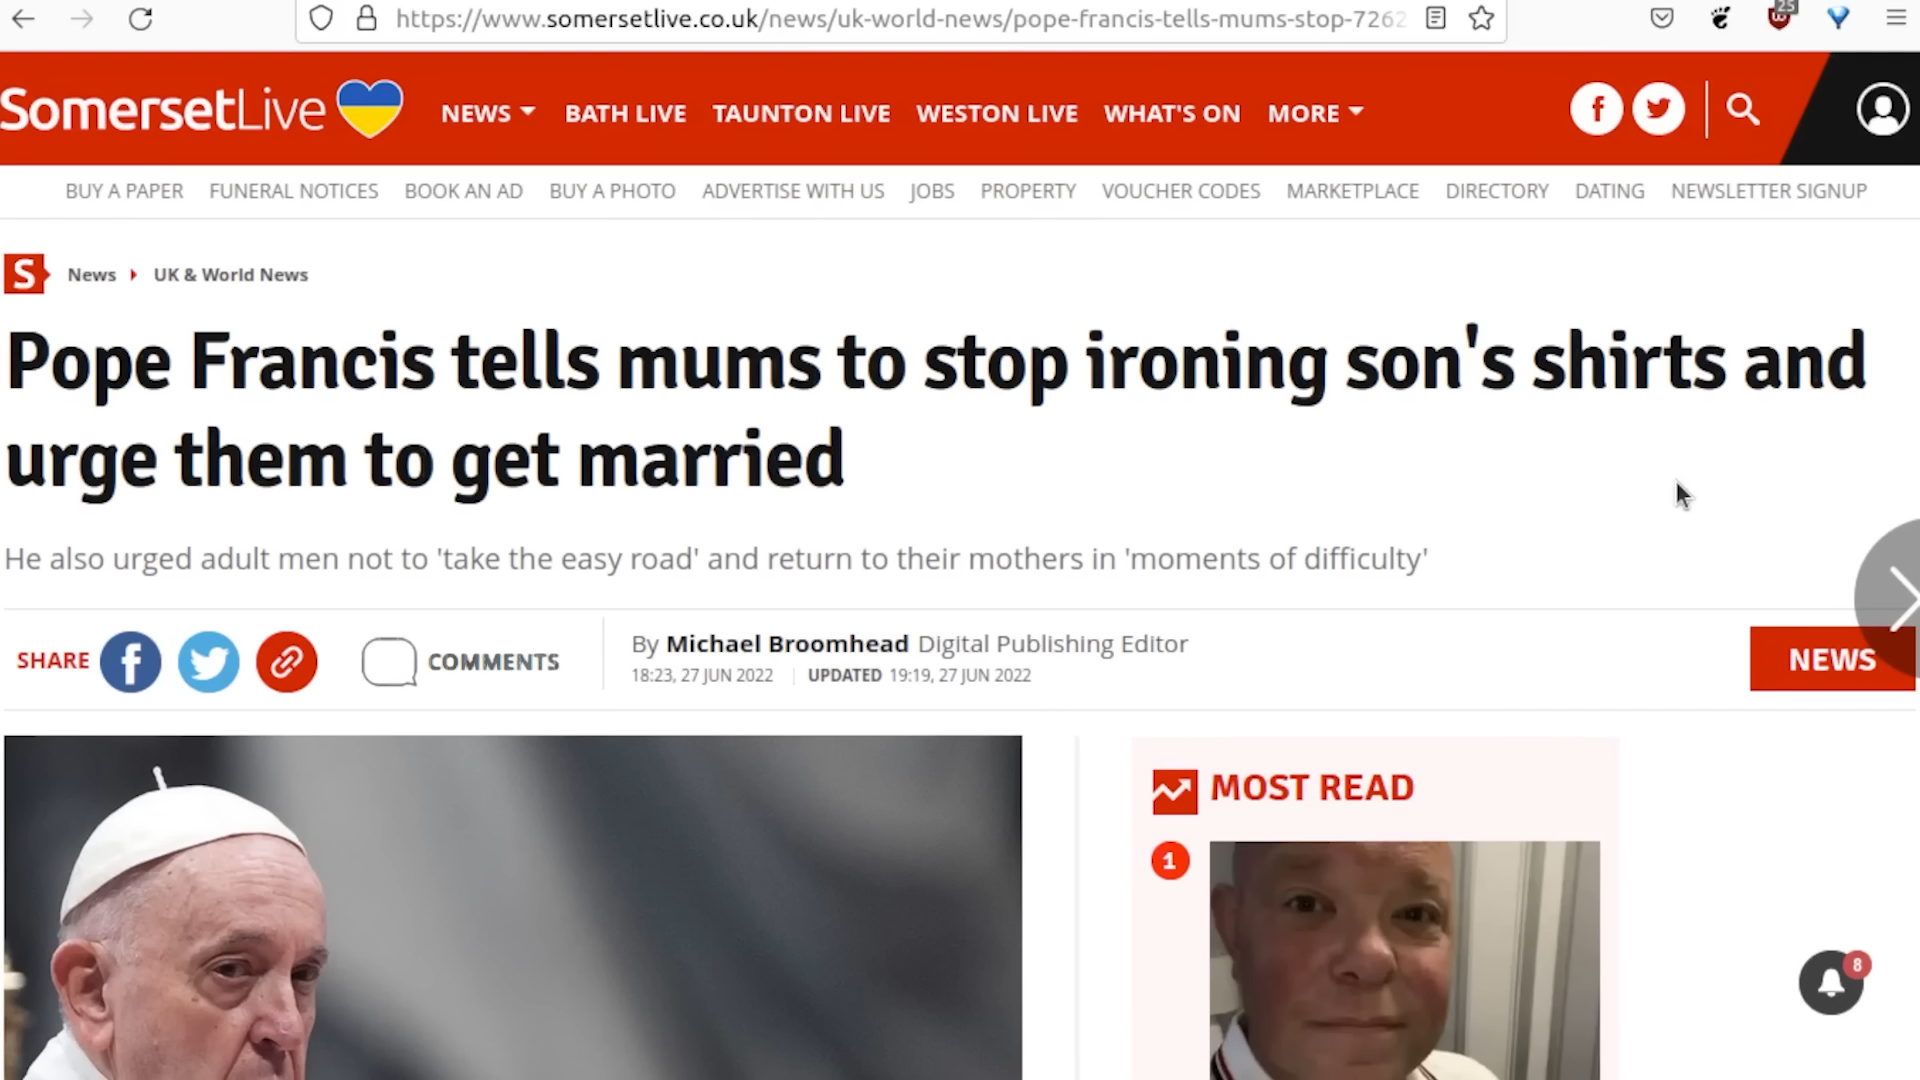 https://www.somersetlive.co.uk/news/uk-world-news/pope-francis-tells-mums-stop-7262
25
SomersetLive
NEWS BATH LIVE TAUNTON LIVE WESTON LIVE WHAT'S ON MORE
BUY A PAPER FUNERAL NOTICES BOOK AN AD BUY A PHOTO ADVERTISE WITH US JOBS PROPERTY VOUCHER CODES MARKETPLACE DIRECTORY DATING NEWSLETTER SIGNUP
S News UK & World News
Pope Francis tells mums to stop ironing son's shirts and
urge them to get married
He also urged adult men not to 'take the easy road' and return to their mothers in 'moments of difficulty'
SHARE COMMENTS
By Michael Broomhead Digital Publishing Editor
18:23, 27 JUN 2022 UPDATED 19:19, 27 JUN 2022
NEWS
MOST READ
1
8